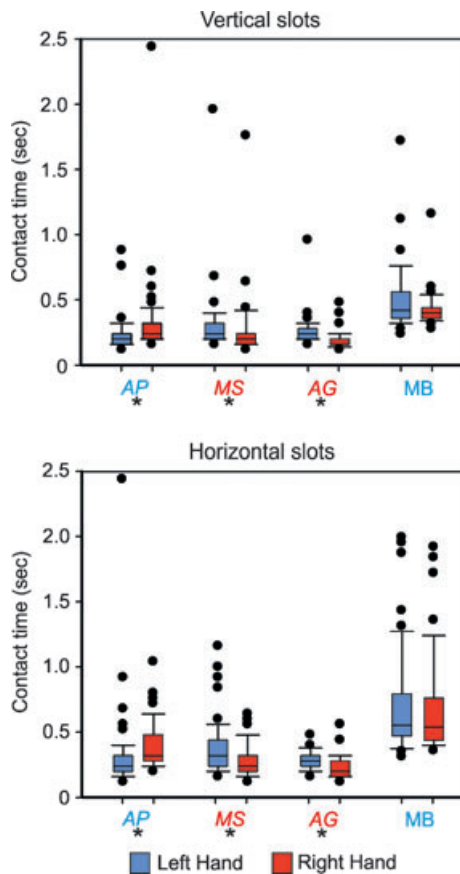 Vertical slots
Contact time (sec)
2.5
2.0
1.5
1.0
0.5
0
AP MS AG MB
* * *
Horizontal slots
Contact time (sec)
2.5
2.0
1.5
1.0
0.5
0
AP MS AG MB
* * *
Left Hand Right Hand